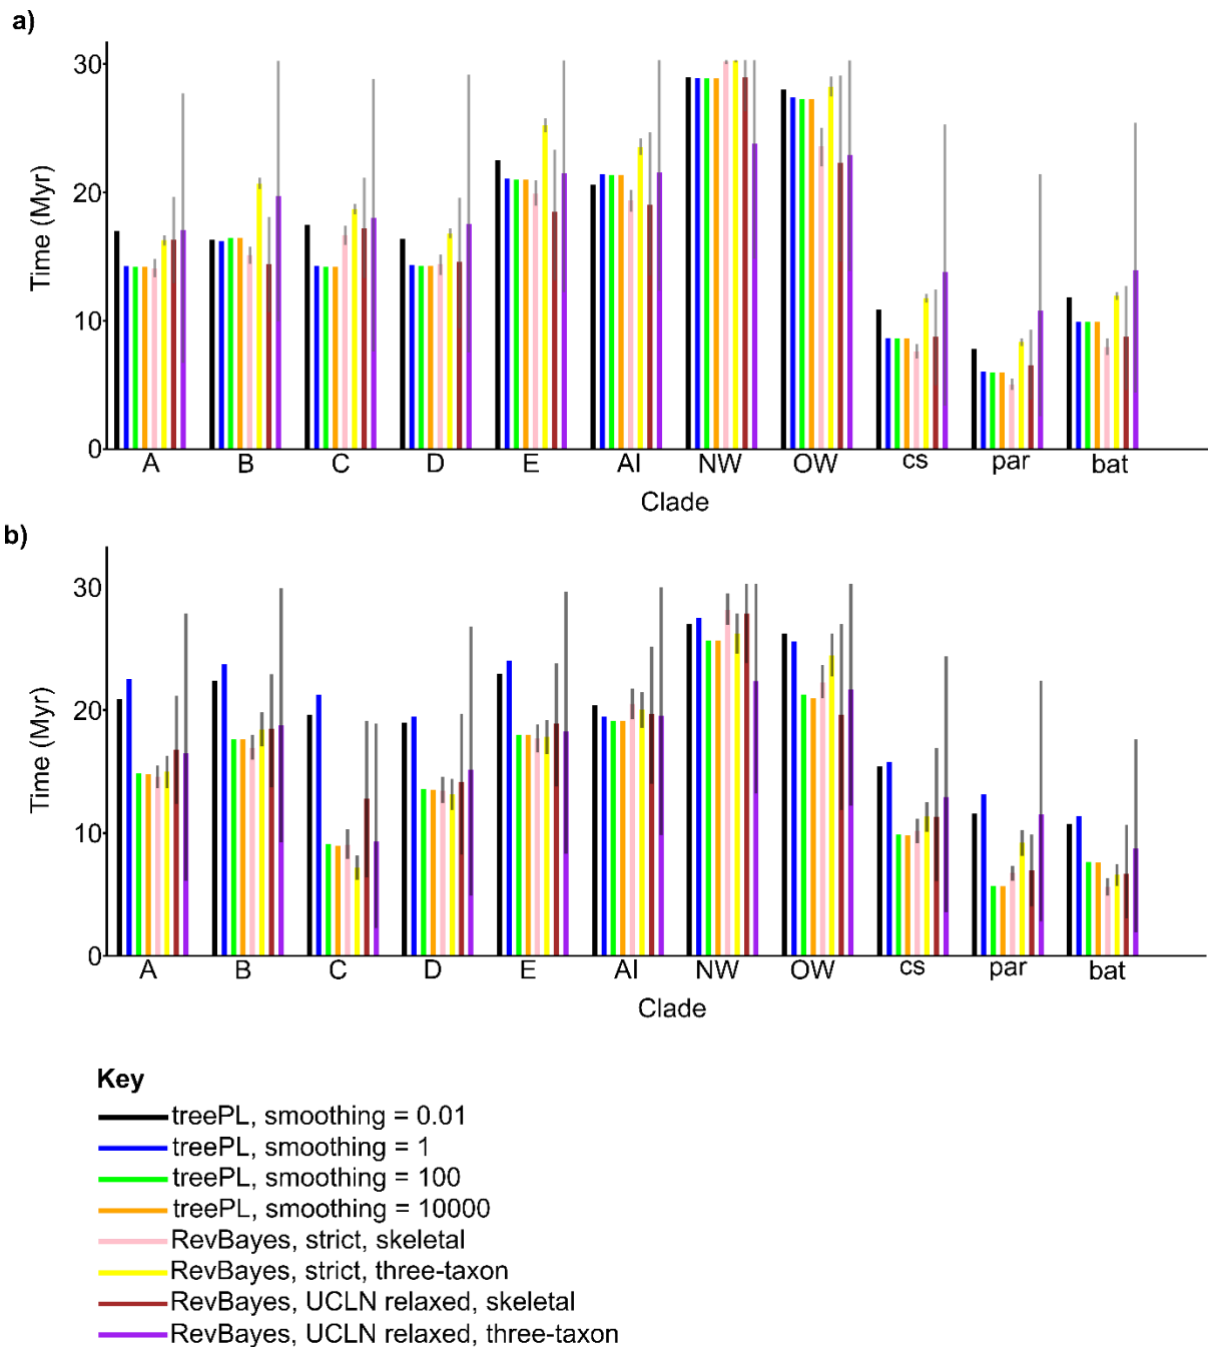 a)
30
20
10
0
Time (Myr)
A B C D E AI NW OW cs par bat
Clade
b)
30
20
10
0
Time (Myr)
A B C D E AI NW OW cs par bat
Clade
Key
treePL, smoothing = 0.01
treePL, smoothing = 1
treePL, smoothing = 100
treePL, smoothing = 10000
RevBayes, strict, skeletal
RevBayes, strict, three-taxon
RevBayes, UCLN relaxed, skeletal
RevBayes, UCLN relaxed, three-taxon